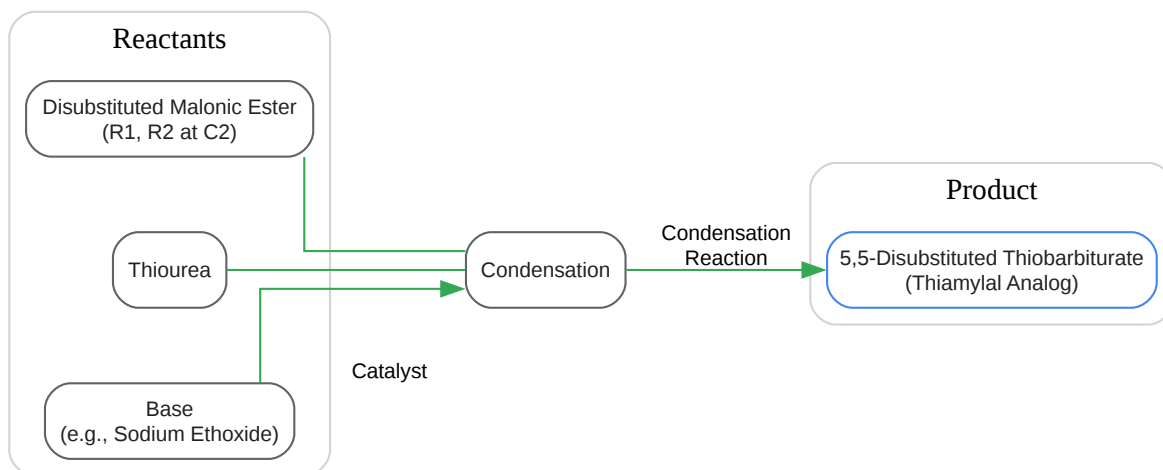 Reactants
Disubstituted Malonic Ester
(R1, R2 at C2)
Thiourea
Base
(e.g., Sodium Ethoxide)
Catalyst
Condensation
Condensation
Reaction
Product
5,5-Disubstituted Thiobarbiturate
(Thiamylal Analog)